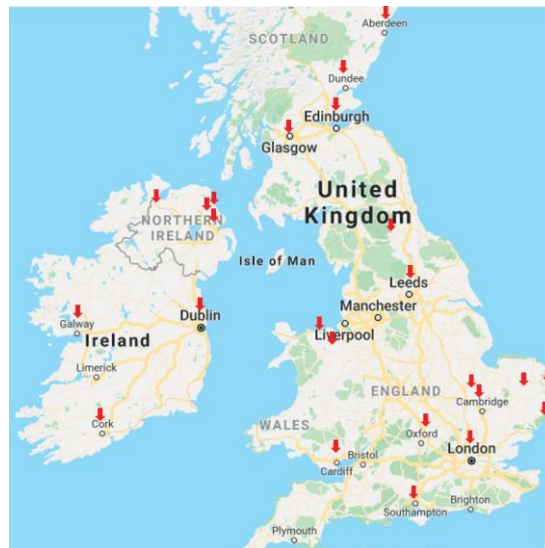 Aberdeen
SCOTLAND
Dundee
Edinburgh
Glasgow
United
Kingdom
NORTHERN
IRELAND
Isle of Man
Leeds
Manchester
Dublin
Liverpool
Galway
Ireland
Limerick
ENGLAND
Cambridge
Cork
WALES
Oxford
London
Bristol
Cardiff
Southampton
Brighton
Plymouth